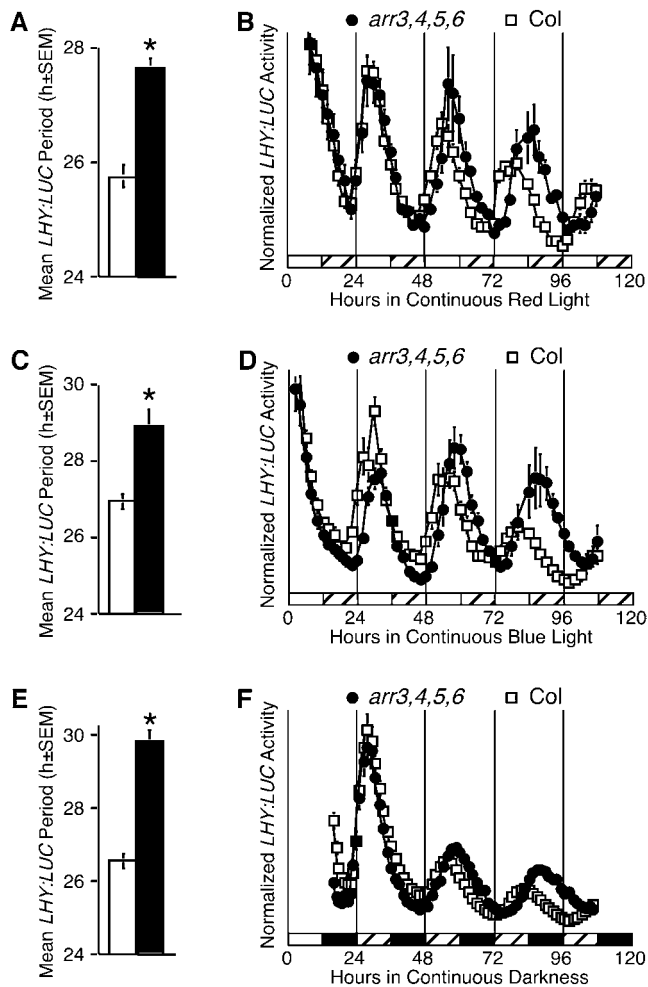 A
Mean LHY:LUC Period (h±SEM)
28
26
24
*
B
arr3,4,5,6 Col
Normalized LHY:LUC Activity
0 24 48 72 96 120
Hours in Continuous Red Light
C
Mean LHY:LUC Period (h±SEM)
30
29
27
26
24
*
D
arr3,4,5,6 Col
Normalized LHY:LUC Activity
0 24 48 72 96 120
Hours in Continuous Blue Light
E
Mean LHY:LUC Period (h±SEM)
30
28
26
24
*
F
arr3,4,5,6 Col
Normalized LHY:LUC Activity
0 24 48 72 96 120
Hours in Continuous Darkness